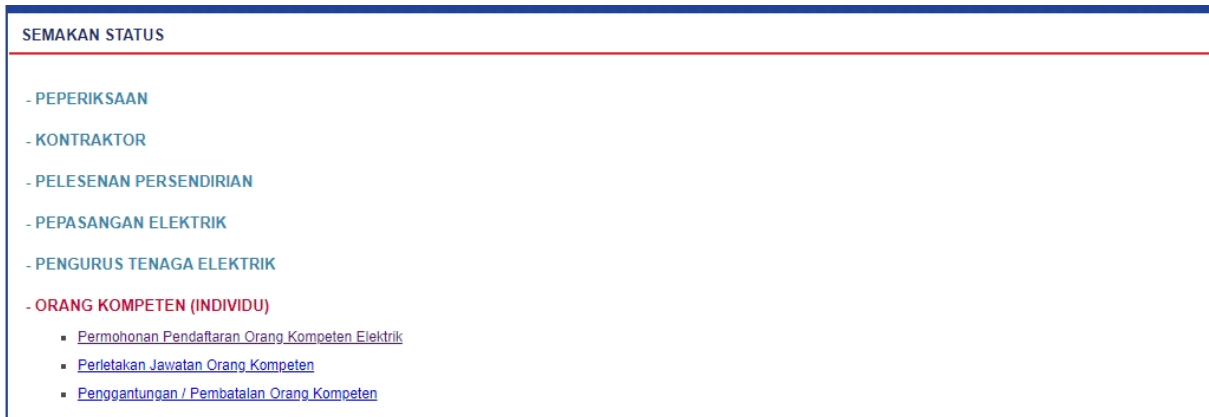 SEMAKAN STATUS
- PEPERIKSAAN
- KONTRAKTOR
- PELESENAN PERSENDIRIAN
- PEPASANGAN ELEKTRIK
- PENGURUS TENAGA ELEKTRIK
- ORANG KOMPETEN (INDIVIDU)
▪ Permohonan Pendaftaran Orang Kompeten Elektrik
▪ Perletakan Jawatan Orang Kompeten
▪ Penggantungan / Pembatalan Orang Kompeten